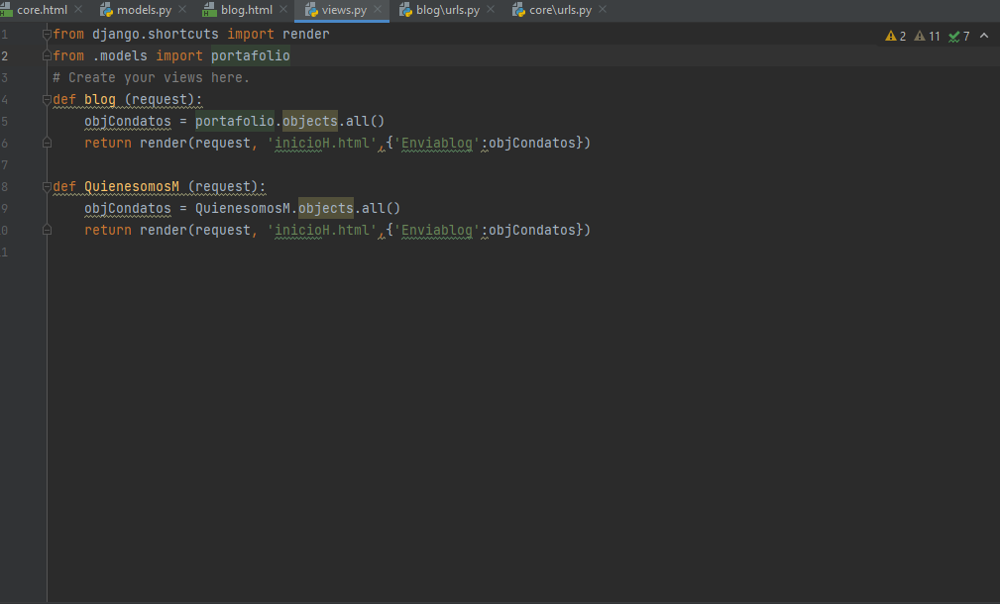 core.html models.py blog.html views.py blog\urls.py core\urls.py
2 11 7
1 from django.shortcuts import render
2 from .models import portafolio
3 # Create your views here.
4 def blog (request):
5 objCondatos = portafolio.objects.all()
6 return render(request, 'inicioH.html',{'Enviablog':objCondatos})
7
8 def QuienesomosM (request):
9 objCondatos = QuienesomosM.objects.all()
0 return render(request, 'inicioH.html',{'Enviablog':objCondatos})
1